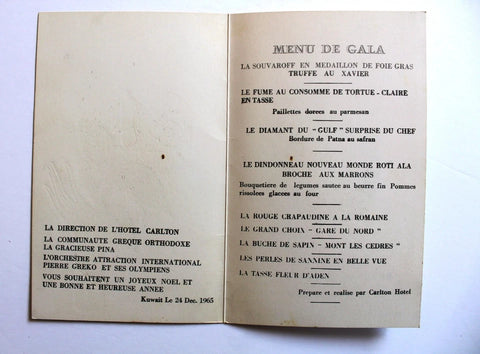 LA DIRECTION DE L'HOTEL CARLTON
LA COMMUNAUTE GREQUE ORTHODOXE
LA GRACIEUSE PINA
L'ORCHESTRE ATTRACTION INTERNATIONAL
PIERRE GREKO ET SES OLYMPIENS
VOUS SOUHAITENT UN JOYEUX NOEL ET
UNE BONNE ET HEUREUSE ANNEE
Kuwait Le 24 Dec. 1965
MENU DE GALA
LA SOUVAROFF EN MEDAILLON DE FOIE GRAS
TRUFFE AU XAVIER
LE FUME AU CONSOMME DE TORTUE - CLAIRE
EN TASSE
Paillettes dorees au parmesan
LE DIAMANT DU "GULF" SURPRISE DU CHEF
Bordure de Patna au safran
LE DINDONNEAU NOUVEAU MONDE ROTI ALA
BROCHE AUX MARRONS
Bouquetiere de legumes sautee au beurre fin Pommes
rissolees glacees au four
LA ROUGE CRAPAUDINE A LA ROMAINE
LE GRAND CHOIX "GARE DU NORD"
LA BUCHE DE SAPIN - MONT LES CEDRES "
LES PERLES DE SANNINE EN BELLE VUE
LA TASSE FLEUR D'ADEN
Prepare et realise par Carlton Hotel